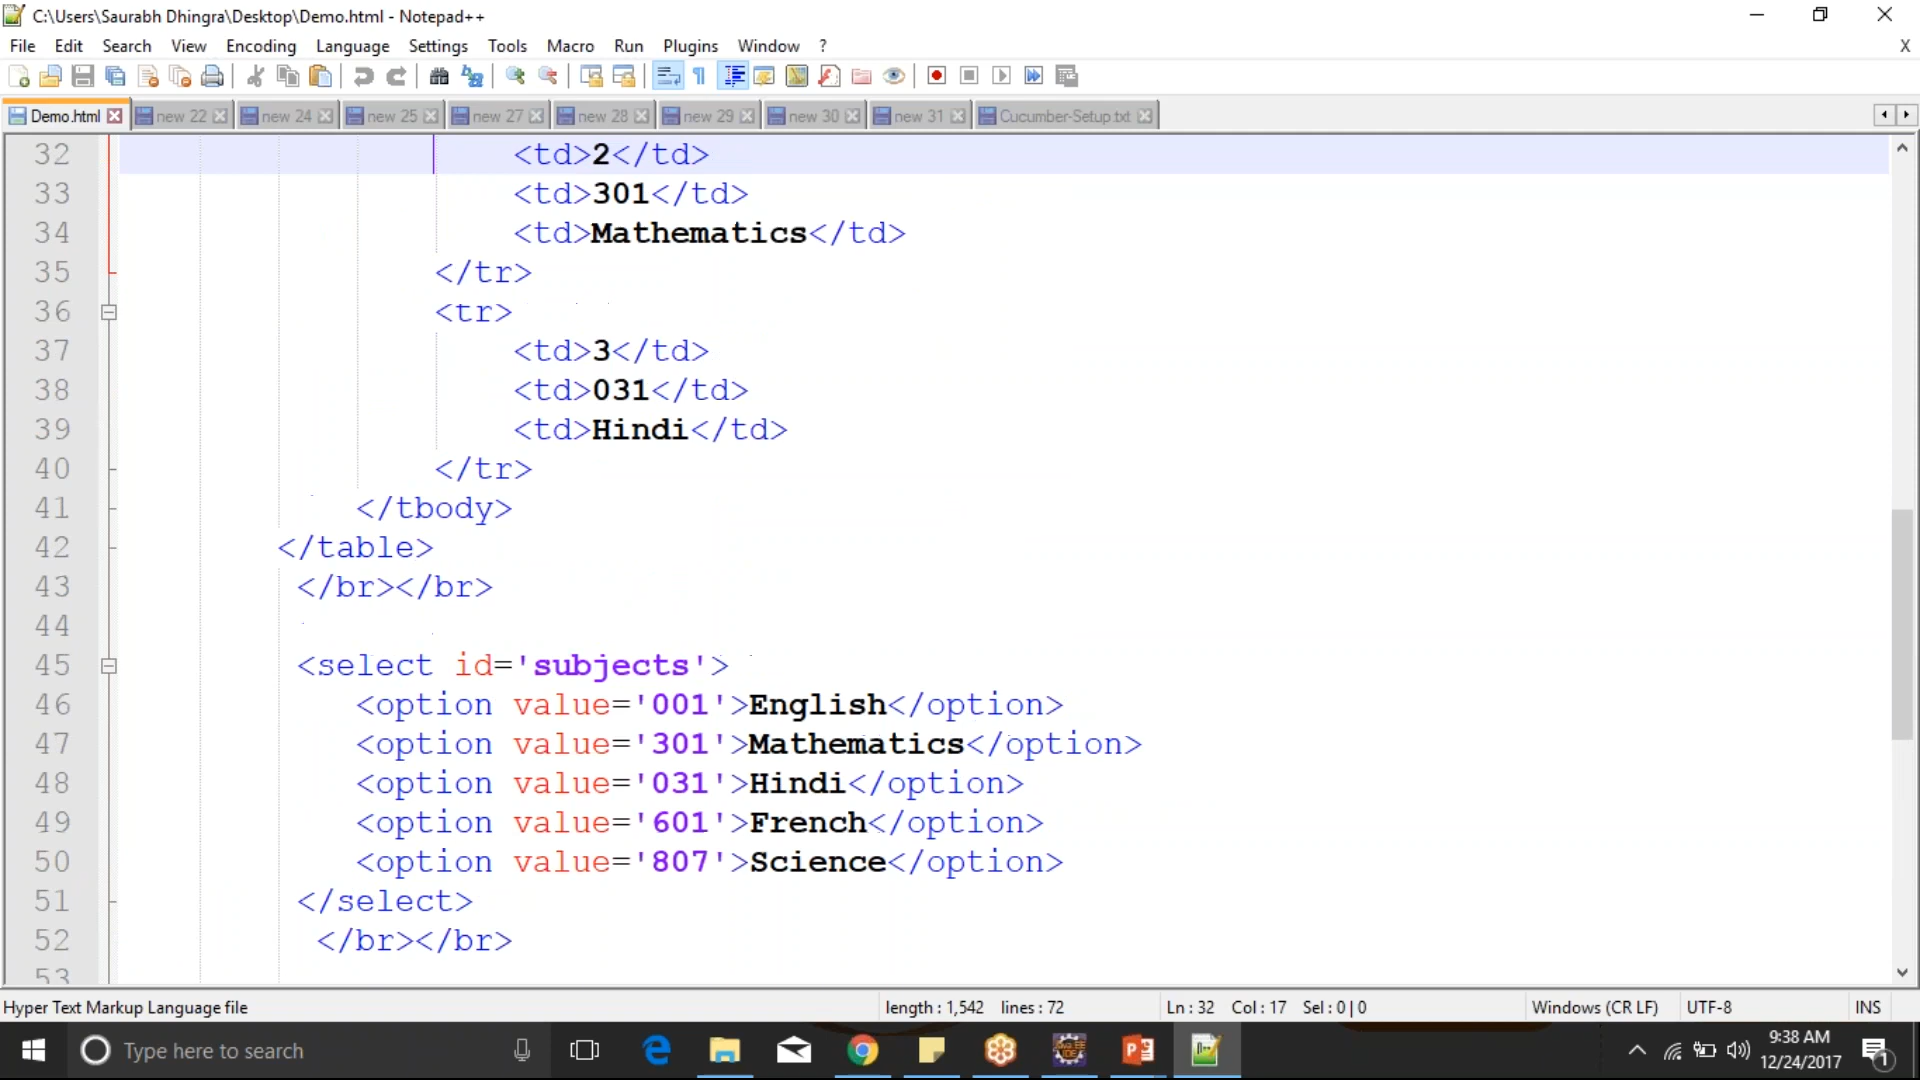 C:\Users\Saurabh Dhingra\Desktop\Demo.html - Notepad++
File Edit Search View Encoding Language Settings Tools Macro Run Plugins Window ? X
Demo.html new 22 new 24 new 25 new 27 new 28 new 29 new 30 new 31 Cucumber-Setup.txt
32 <td>2</td>
33 <td>301</td>
34 <td>Mathematics</td>
35 </tr>
36 <tr>
37 <td>3</td>
38 <td>031</td>
39 <td>Hindi</td>
40 </tr>
41 </tbody>
42 </table>
43 </br></br>
44
45 <select id='subjects'>
46 <option value='001'>English</option>
47 <option value='301'>Mathematics</option>
48 <option value='031'>Hindi</option>
49 <option value='601'>French</option>
50 <option value='807'>Science</option>
51 </select>
52 </br></br>
53
Hyper Text Markup Language file length : 1,542 lines : 72 Ln : 32 Col : 17 Sel : 0 | 0 Windows (CR LF) UTF-8 INS
Type here to search 9:38 AM
12/24/2017 1